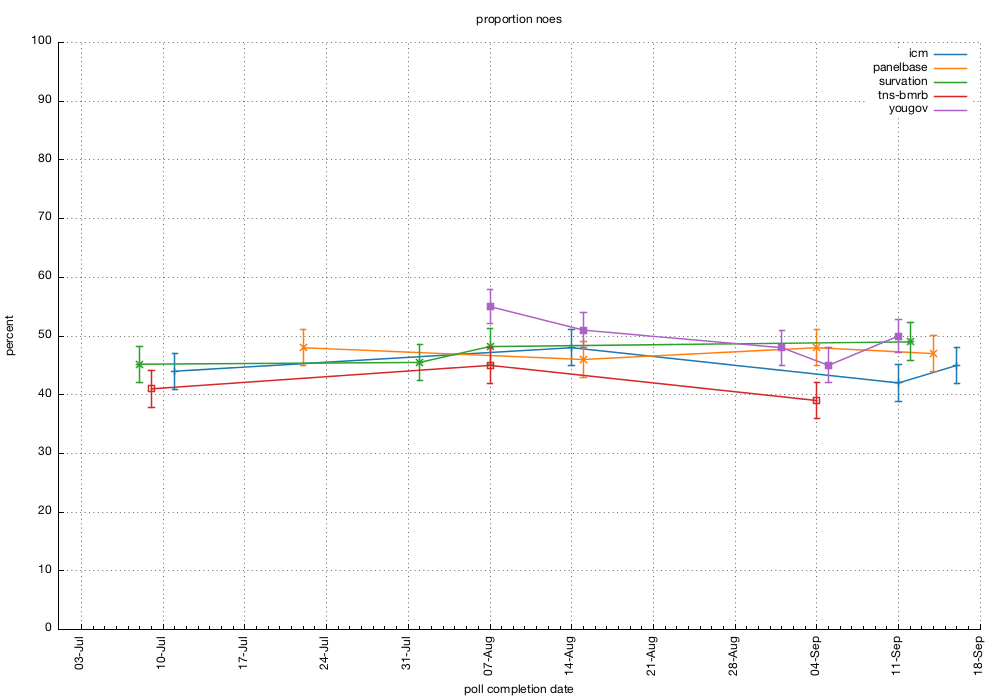 proportion noes
100
90
80
70
60
50
40
30
20
10
0
percent
icm
panelbase
survation
tns-bmrb
yougov
03-Jul
10-Jul
17-Jul
24-Jul
31-Jul
07-Aug
14-Aug
21-Aug
28-Aug
04-Sep
11-Sep
18-Sep
poll completion date